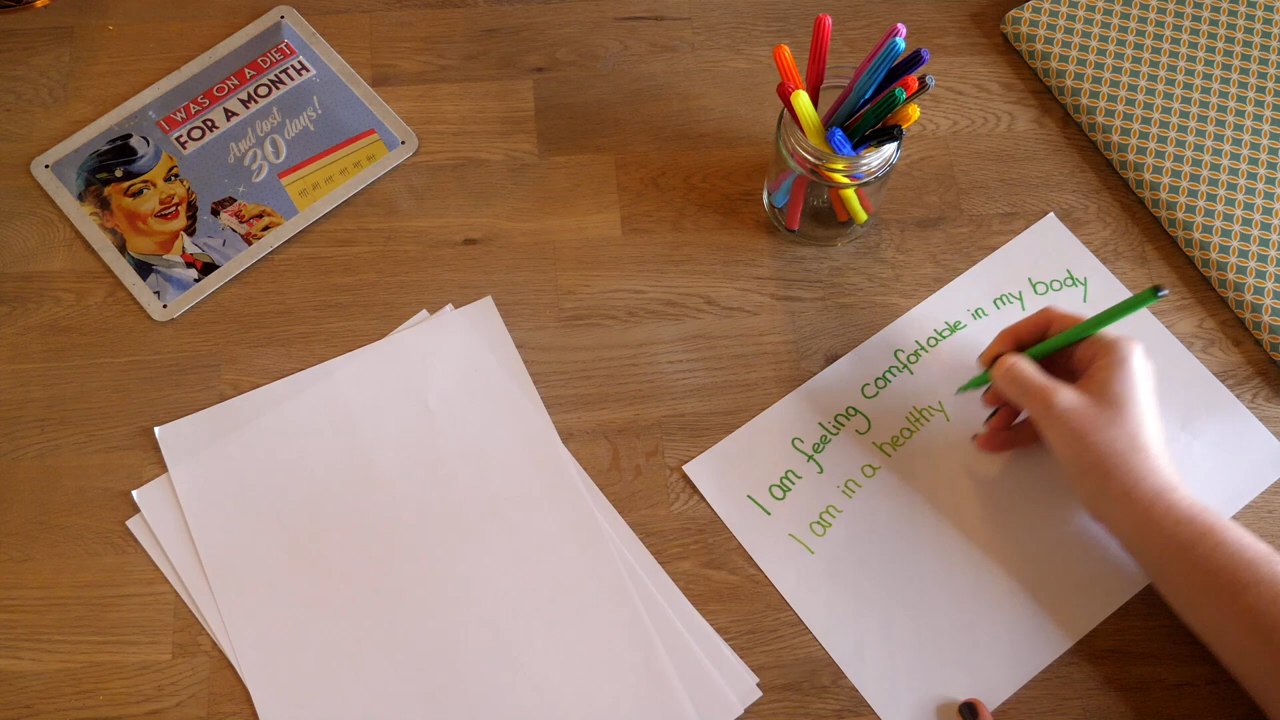 I WAS ON A DIET
FOR A MONTH
And lost
30 days!
I am feeling comfortable in my body
I am in a healthy